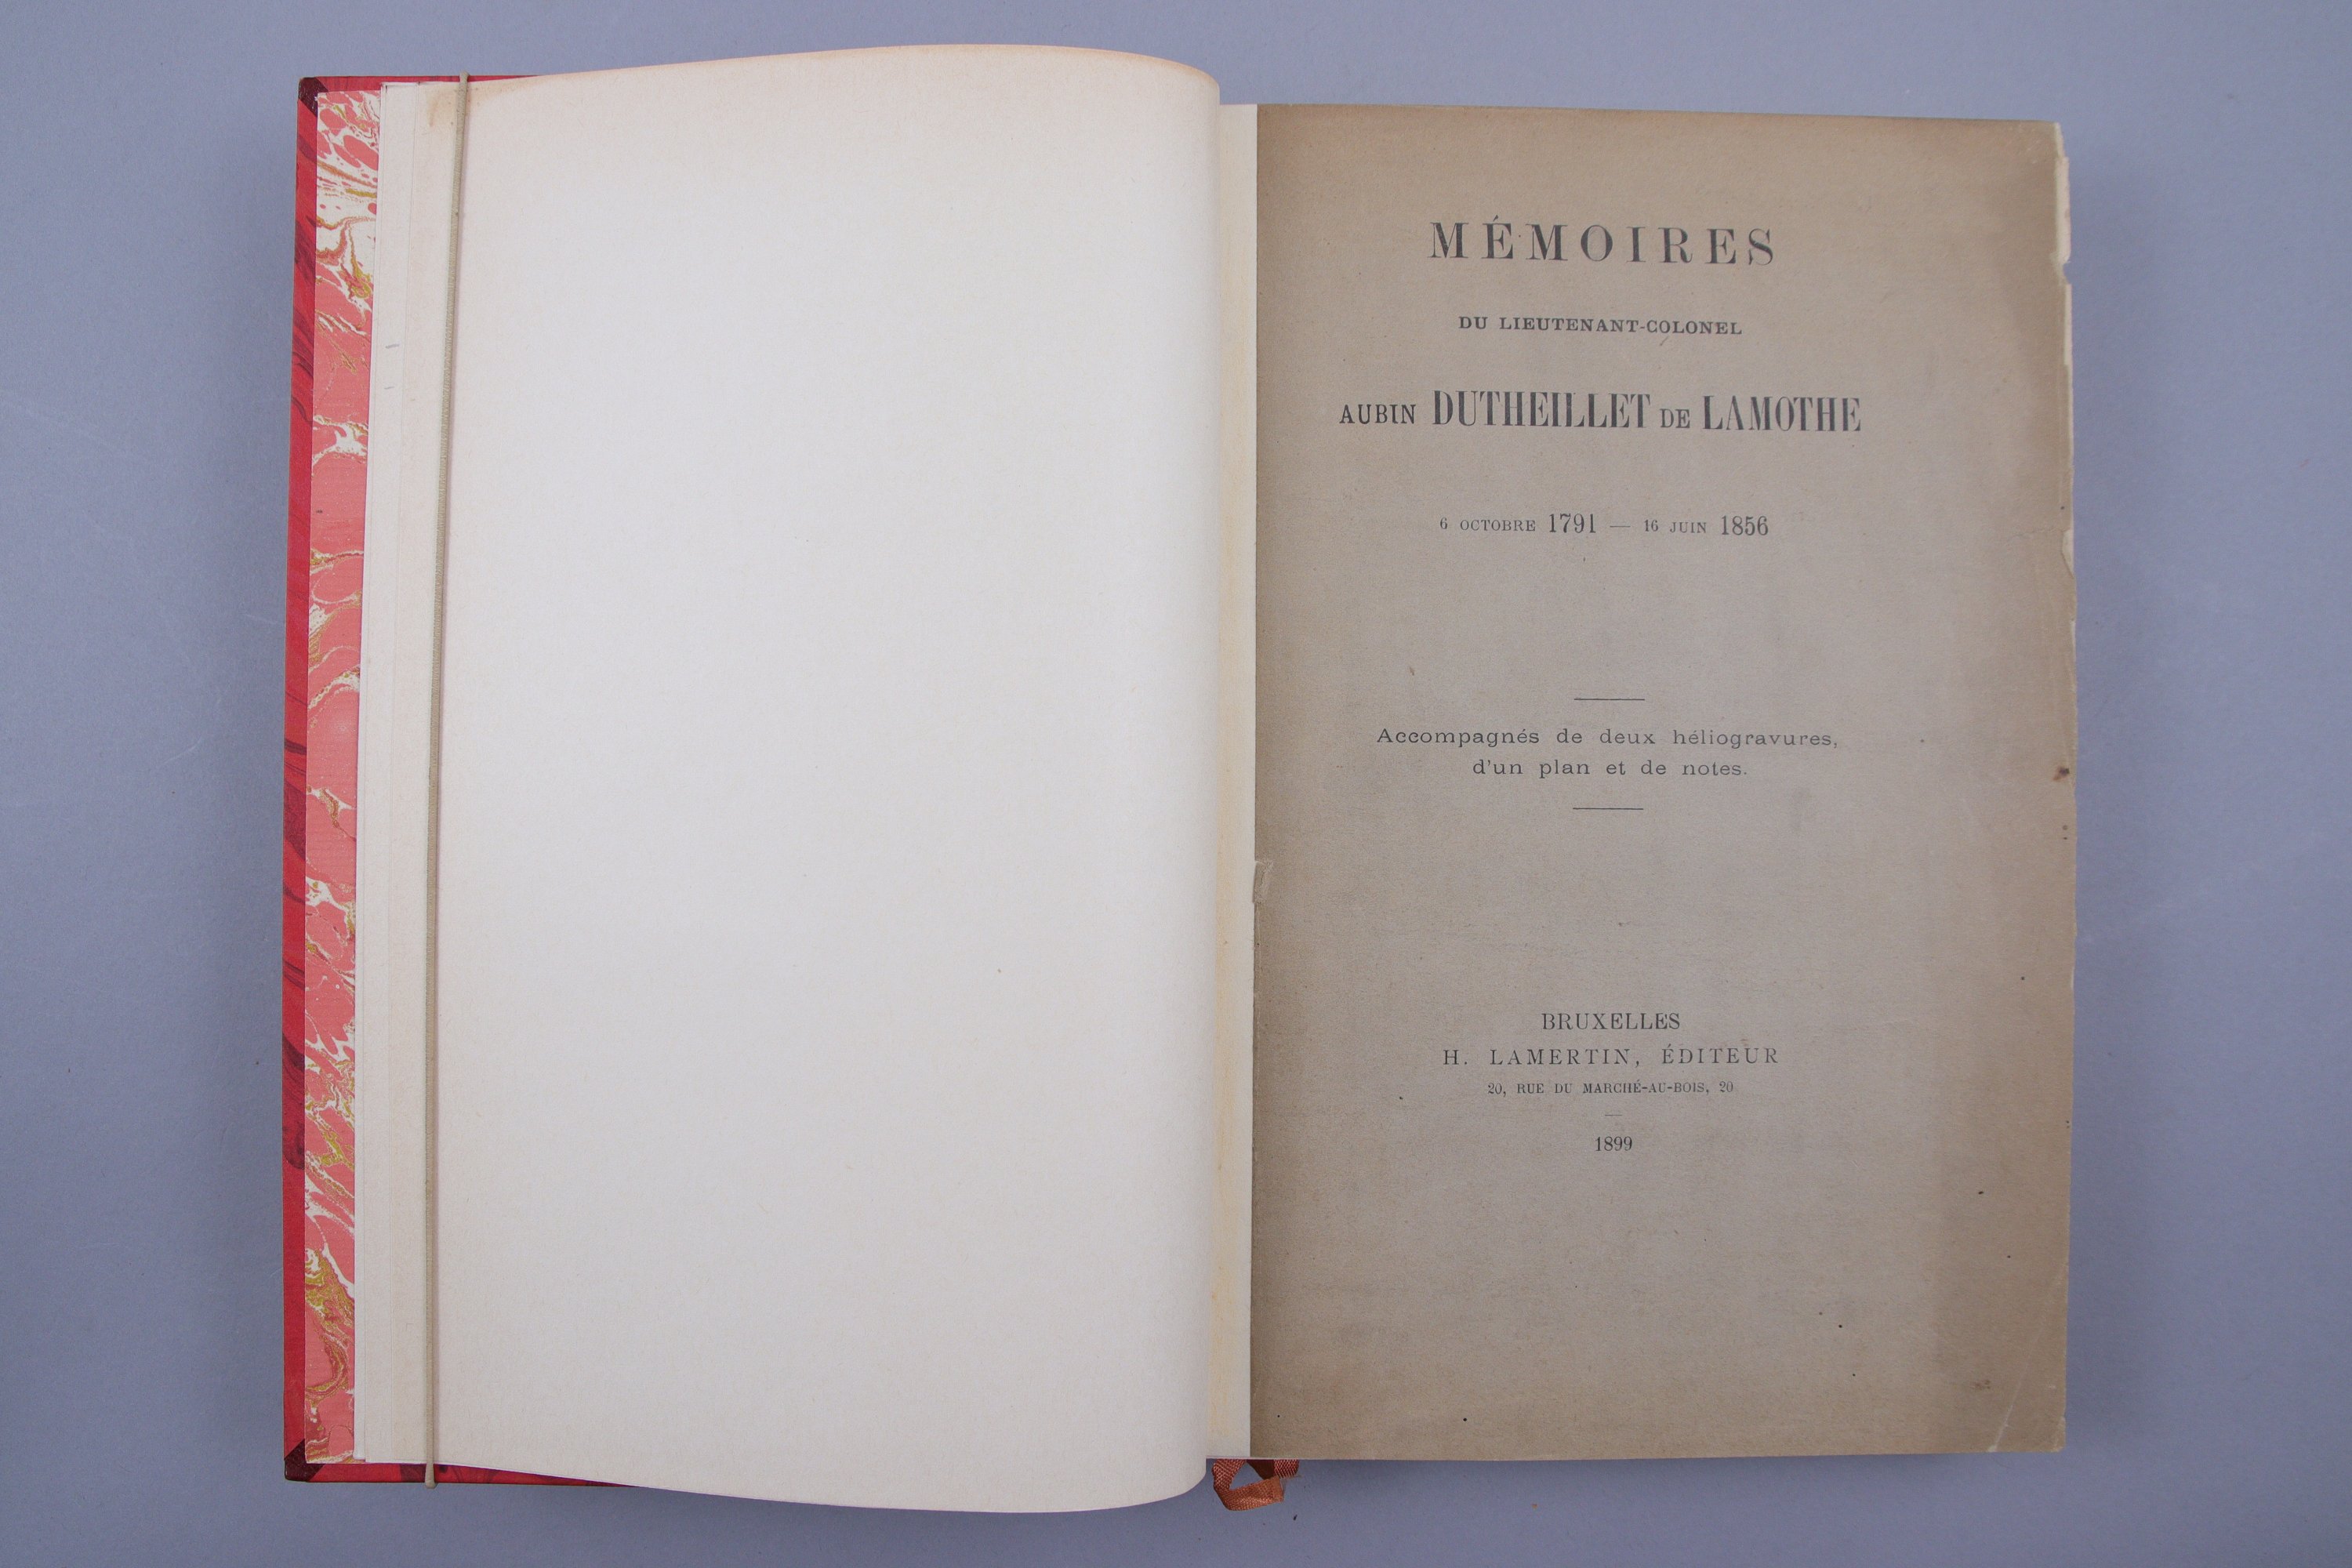 MÉMOIRES
DU LIEUTENANT-COLONEL
AUBIN DUTHEILLET DE LAMOTHE
6 OCTOBRE 1791 — 16 JUIN 1856
Accompagnés de deux héliogravures,
d'un plan et de notes.
BRUXELLES
H. LAMERTIN, ÉDITEUR
20, RUE DU MARCHÉ-AU-BOIS, 20
1899